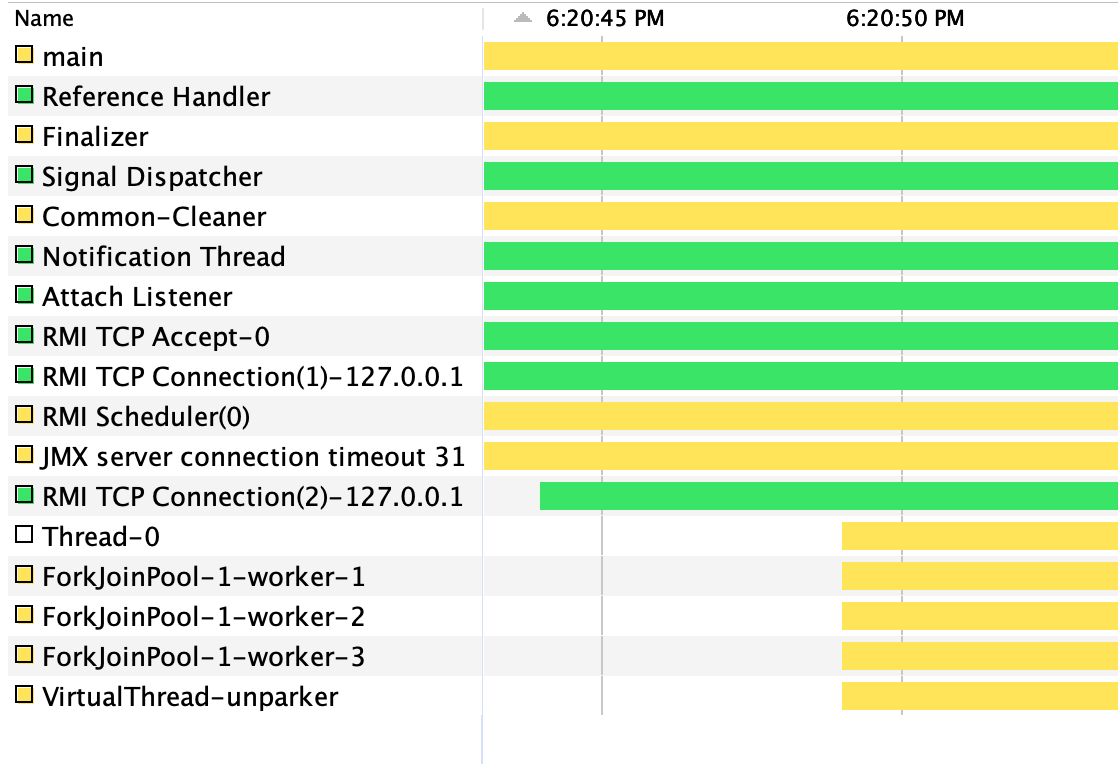 Name 6:20:45 PM 6:20:50 PM
main
Reference Handler
Finalizer
Signal Dispatcher
Common-Cleaner
Notification Thread
Attach Listener
RMI TCP Accept-0
RMI TCP Connection(1)-127.0.0.1
RMI Scheduler(0)
JMX server connection timeout 31
RMI TCP Connection(2)-127.0.0.1
Thread-0
ForkJoinPool-1-worker-1
ForkJoinPool-1-worker-2
ForkJoinPool-1-worker-3
VirtualThread-unparker